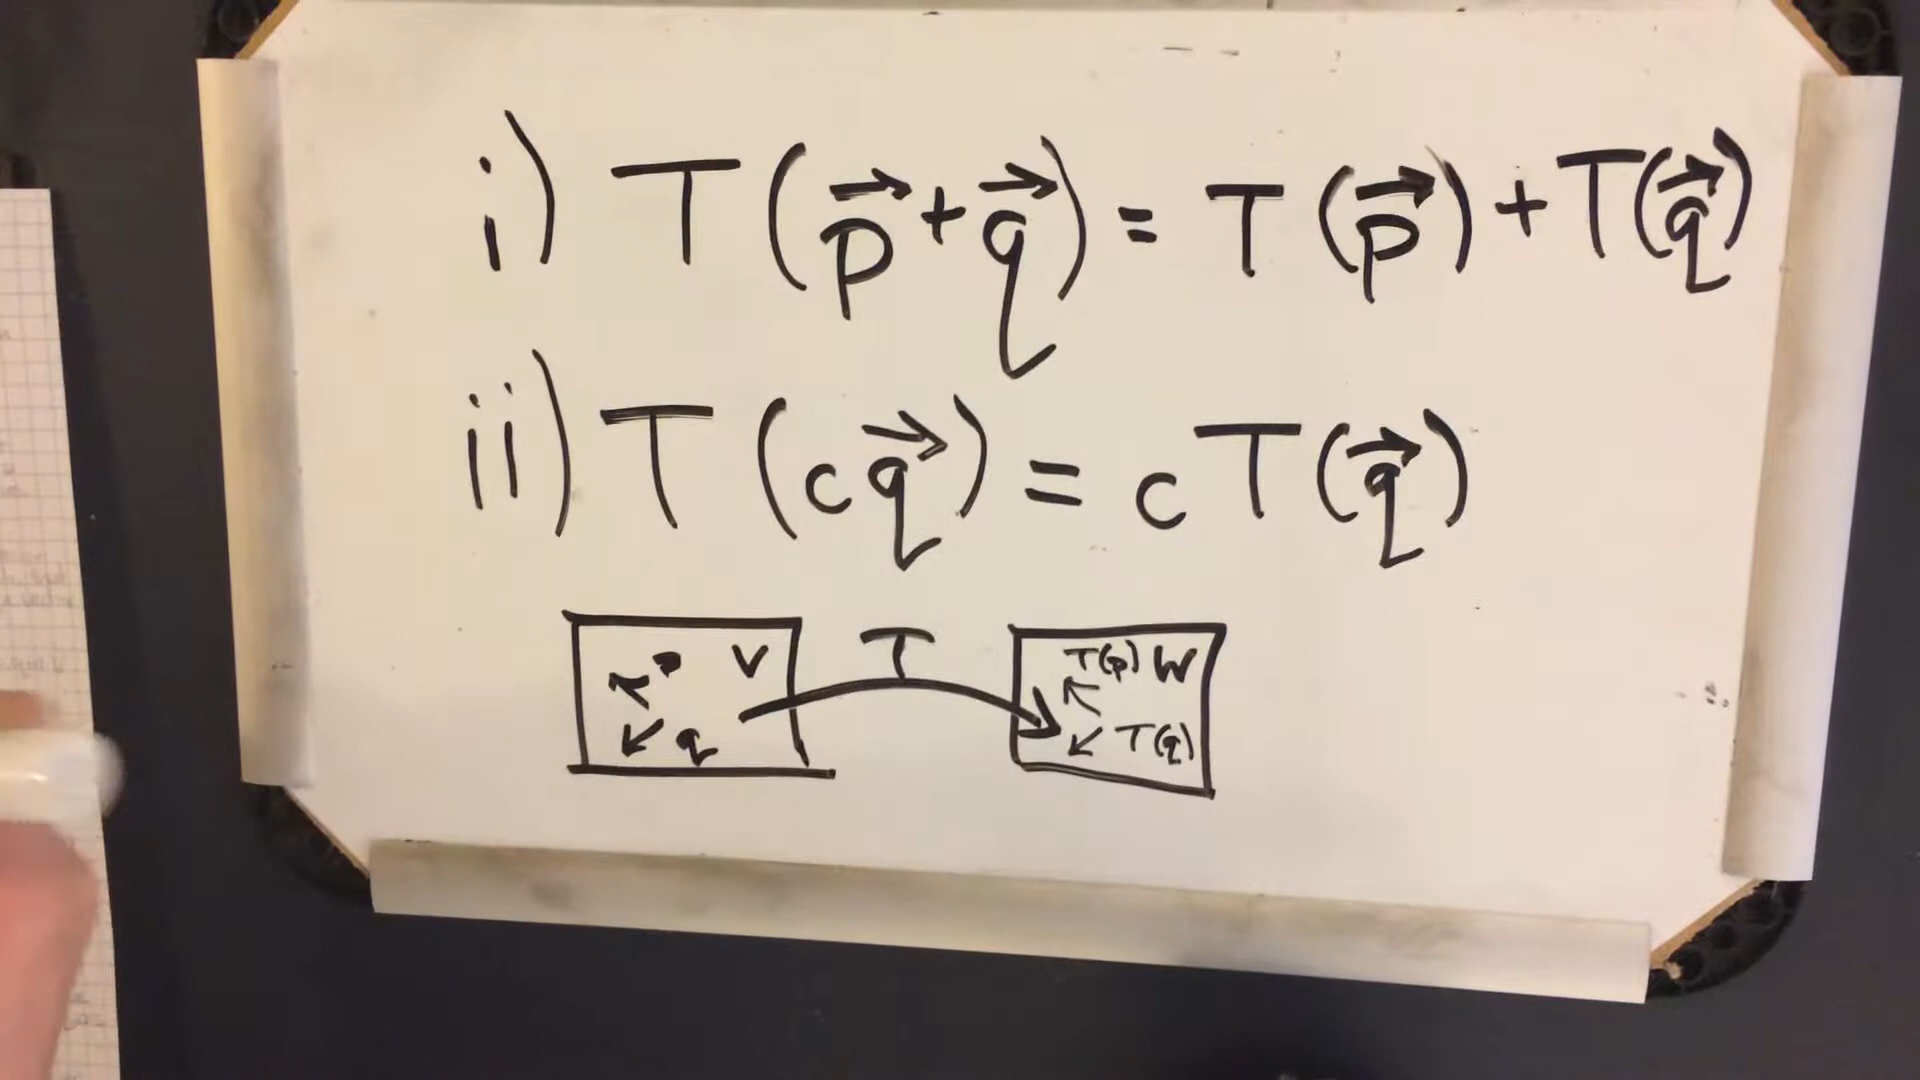 i) T(p⃗+q⃗) = T(p⃗) + T(q⃗)
ii) T(cq⃗) = cT(q⃗)
p V T T(p) W
q T(q)